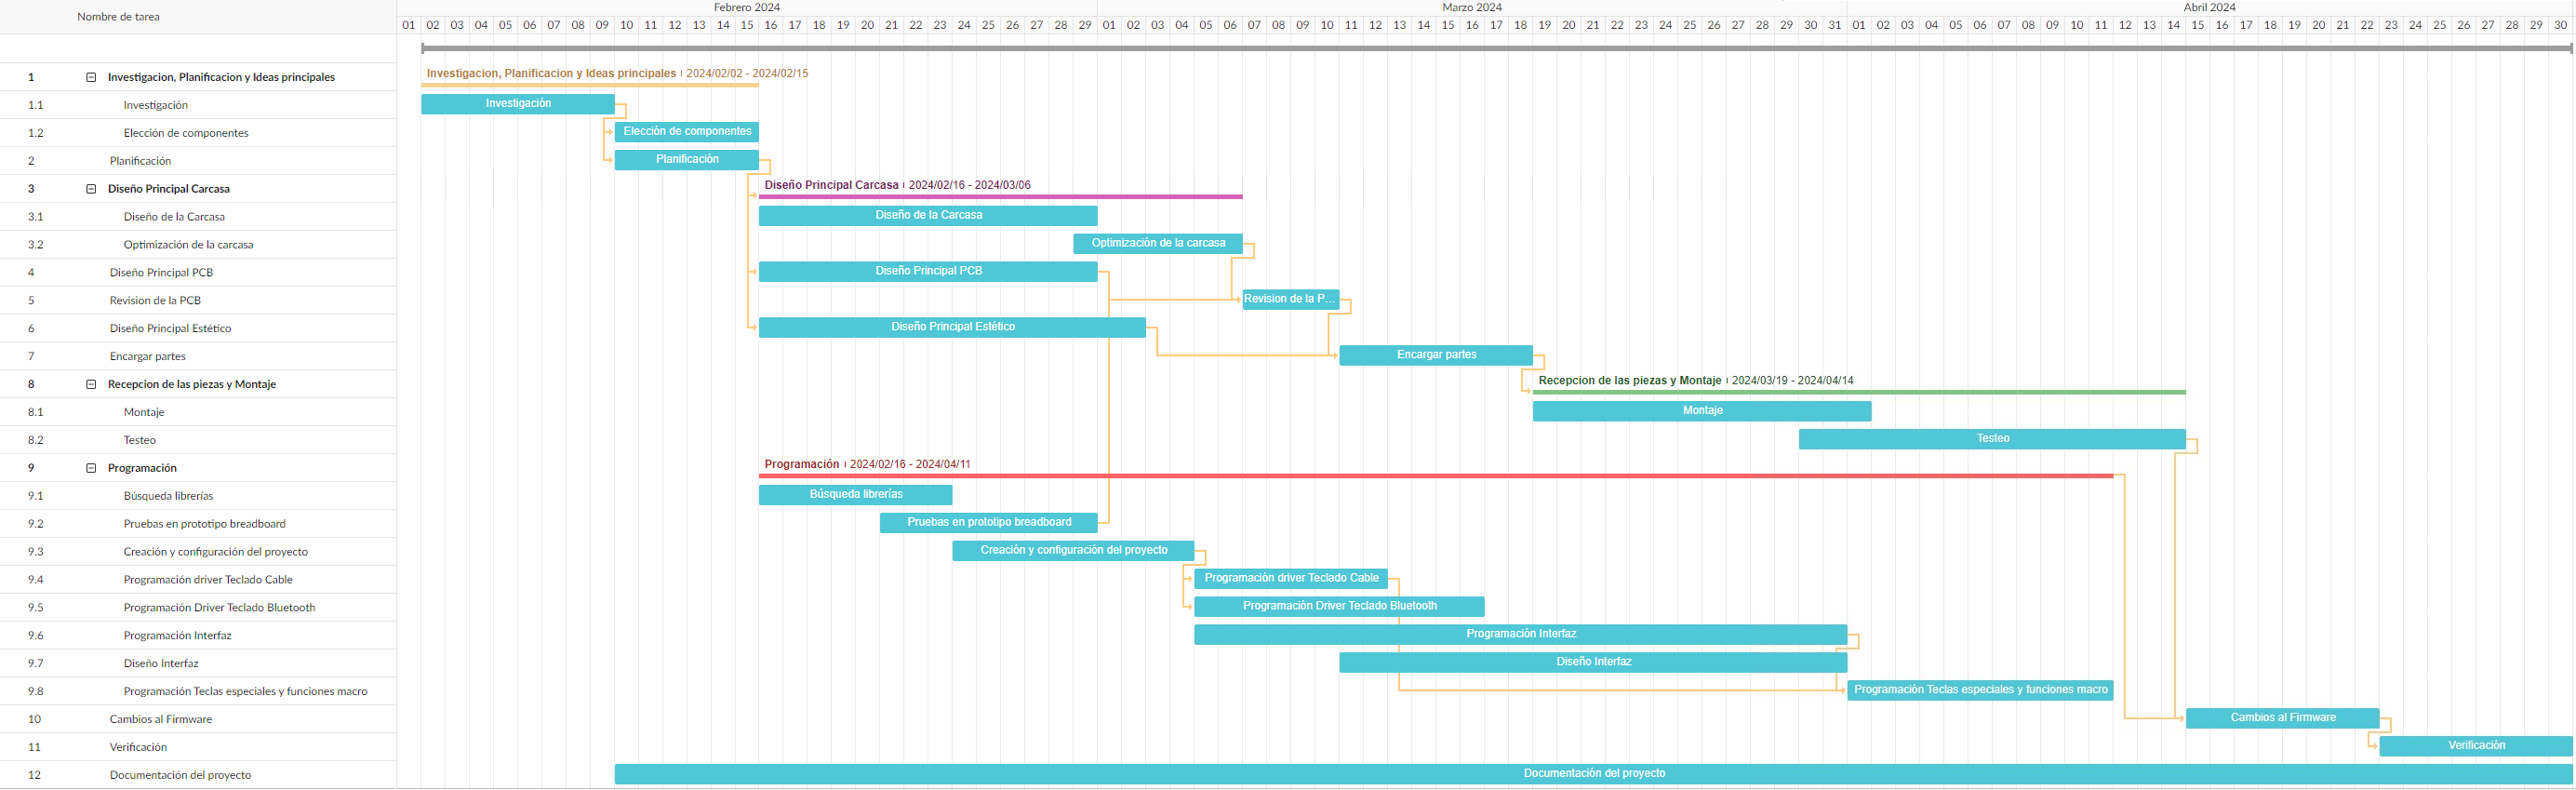 Nombre de tarea
Febrero 2024 Marzo 2024 Abril 2024
01 02 03 04 05 06 07 08 09 10 11 12 13 14 15 16 17 18 19 20 21 22 23 24 25 26 27 28 29 01 02 03 04 05 06 07 08 09 10 11 12 13 14 15 16 17 18 19 20 21 22 23 24 25 26 27 28 29 30 31 01 02 03 04 05 06 07 08 09 10 11 12 13 14 15 16 17 18 19 20 21 22 23 24 25 26 27 28 29 30
1 Investigacion, Planificacion y Ideas principales Investigacion, Planificacion y Ideas principales 2024/02/02 - 2024/02/15
1.1 Investigación Investigación
1.2 Elección de componentes Elección de componentes
2 Planificación Planificación
3 Diseño Principal Carcasa Diseño Principal Carcasa 2024/02/16 - 2024/03/06
3.1 Diseño de la Carcasa Diseño de la Carcasa
3.2 Optimización de la carcasa Optimización de la carcasa
4 Diseño Principal PCB Diseño Principal PCB
5 Revision de la PCB Revision de la P...
6 Diseño Principal Estético Diseño Principal Estético
7 Encargar partes Encargar partes
8 Recepcion de las piezas y Montaje Recepcion de las piezas y Montaje 2024/03/19 - 2024/04/14
8.1 Montaje Montaje
8.2 Testeo Testeo
9 Programación Programación 2024/02/16 - 2024/04/11
9.1 Búsqueda librerías Búsqueda librerías
9.2 Pruebas en prototipo breadboard Pruebas en prototipo breadboard
9.3 Creación y configuración del proyecto Creación y configuración del proyecto
9.4 Programación driver Teclado Cable Programación driver Teclado Cable
9.5 Programación Driver Teclado Bluetooth Programación Driver Teclado Bluetooth
9.6 Programación Interfaz Programación Interfaz
9.7 Diseño Interfaz Diseño Interfaz
9.8 Programación Teclas especiales y funciones macro Programación Teclas especiales y funciones macro
10 Cambios al Firmware Cambios al Firmware
11 Verificación Verificación
12 Documentación del proyecto Documentación del proyecto